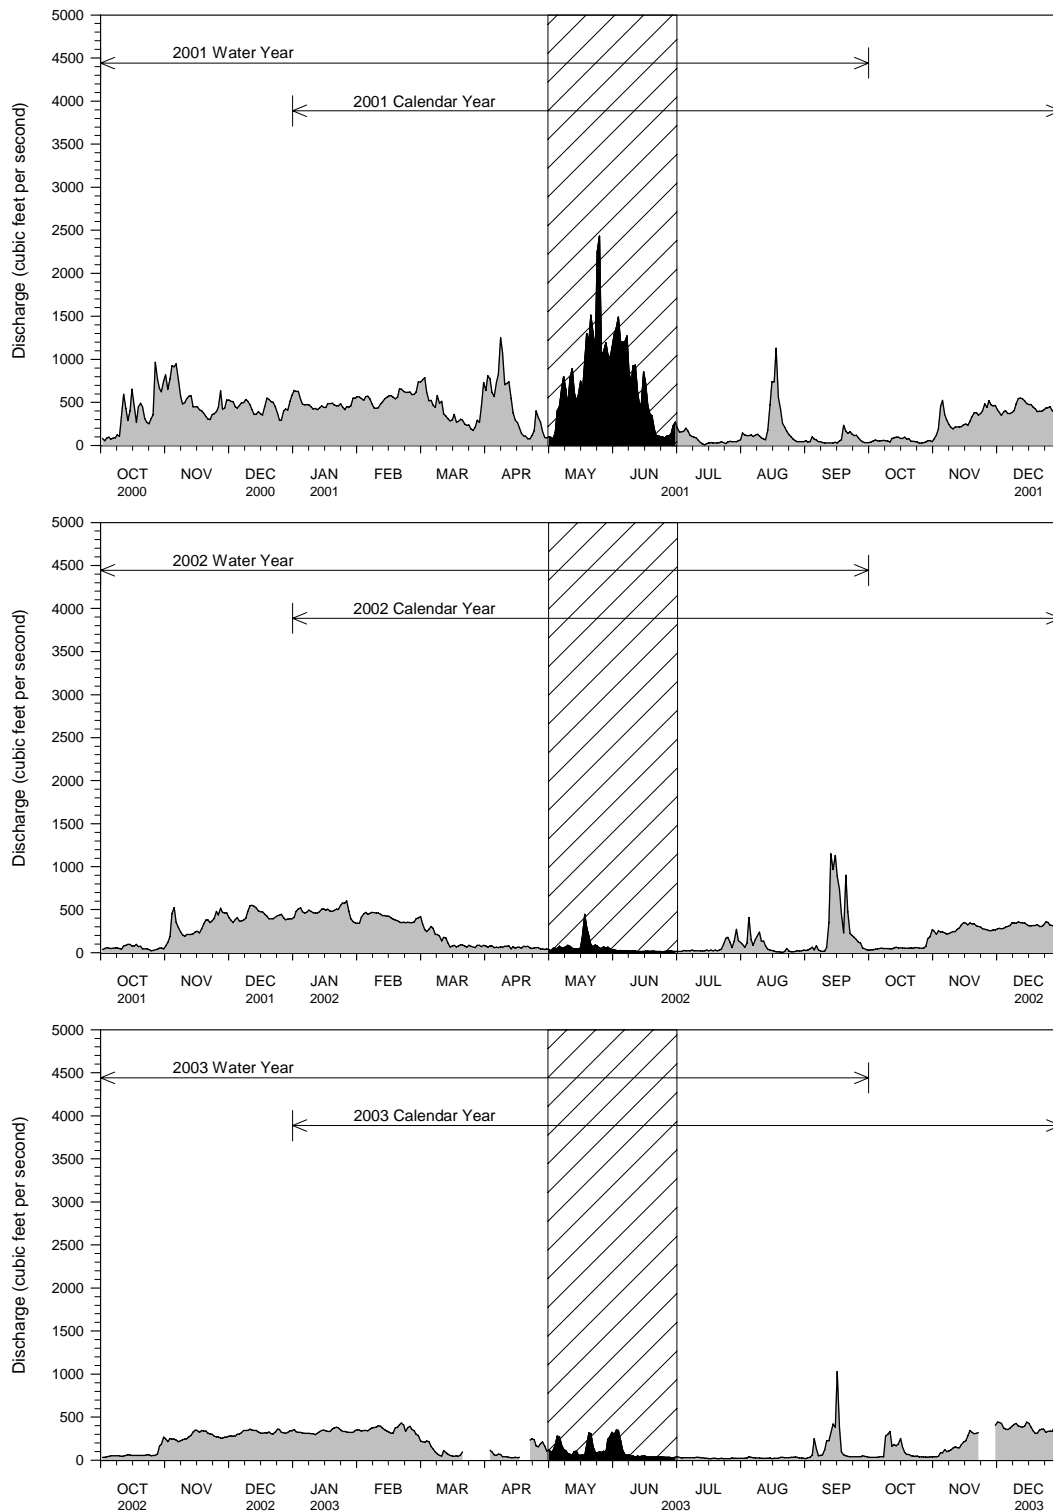 5000
2001 Water Year
4500
2001 Calendar Year
4000
3500
3000
2500
2000
1500
1000
500
0
Discharge (cubic feet per second)
OCT NOV DEC JAN FEB MAR APR MAY JUN JUL AUG SEP OCT NOV DEC
2000 2000 2001 2001 2001
5000
2002 Water Year
4500
2002 Calendar Year
4000
3500
3000
2500
2000
1500
1000
500
0
Discharge (cubic feet per second)
OCT NOV DEC JAN FEB MAR APR MAY JUN JUL AUG SEP OCT NOV DEC
2001 2001 2002 2002 2002
5000
2003 Water Year
4500
2003 Calendar Year
4000
3500
3000
2500
2000
1500
1000
500
0
Discharge (cubic feet per second)
OCT NOV DEC JAN FEB MAR APR MAY JUN JUL AUG SEP OCT NOV DEC
2002 2002 2003 2003 2003